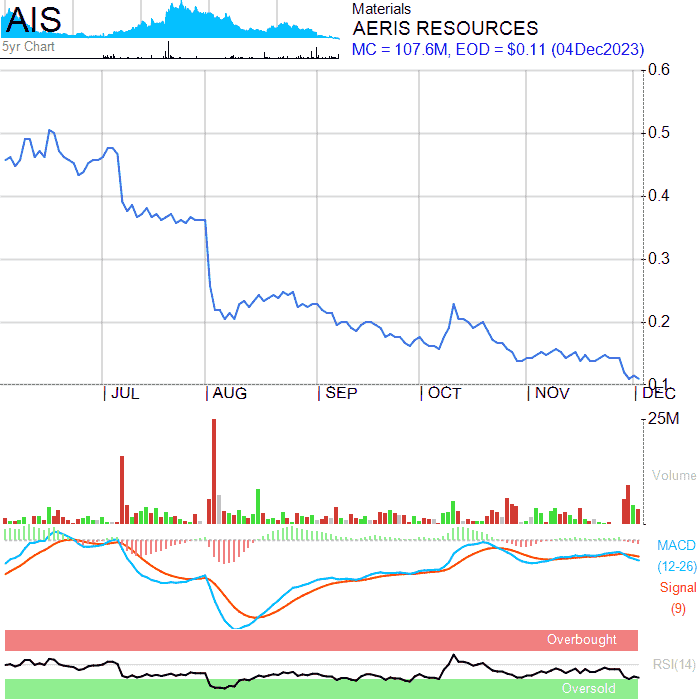 AIS
5yr Chart
Materials
AERIS RESOURCES
MC = 107.6M, EOD = $0.11 (04Dec2023)
0.6
0.5
0.4
0.3
0.2
0.1
JUL AUG SEP OCT NOV DEC
25M
Volume
MACD
(12-26)
Signal
(9)
Overbought
RSI(14)
Oversold